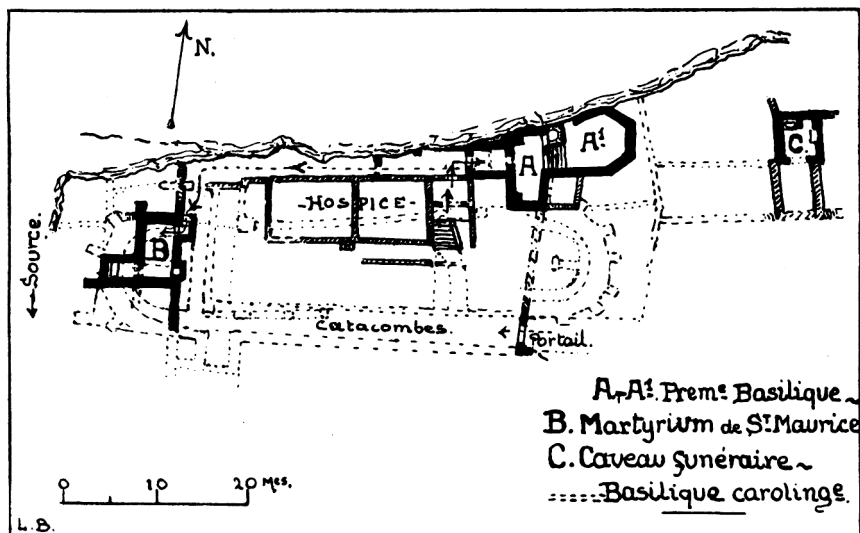 N.
A
A¹
C.
-HOSPICE-
B
← Source.
Catacombes.
Portail.
A et A¹. Premᵉ Basilique
B. Martyrium de Sᵗ Maurice
C. Caveau funéraire
===== Basilique carolingᵉ.
0 10 20 Mes.
L.B.